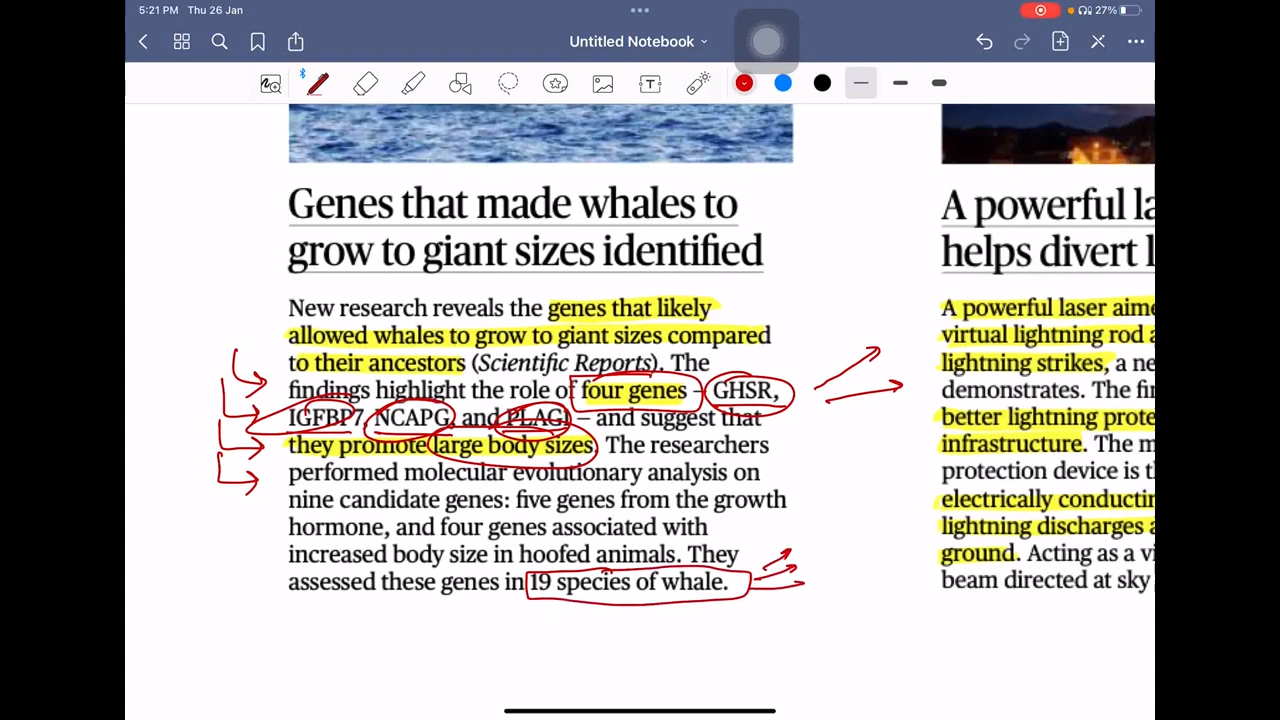 5:21 PM Thu 26 Jan
27%
Untitled Notebook
Genes that made whales to
grow to giant sizes identified
New research reveals the genes that likely
allowed whales to grow to giant sizes compared
to their ancestors (Scientific Reports). The
findings highlight the role of four genes – GHSR,
IGFBP7, NCAPG, and PLAG1 – and suggest that
they promote large body sizes. The researchers
performed molecular evolutionary analysis on
nine candidate genes: five genes from the growth
hormone, and four genes associated with
increased body size in hoofed animals. They
assessed these genes in 19 species of whale.
A powerful la
helps divert l
A powerful laser aime
virtual lightning rod a
lightning strikes, a ne
demonstrates. The fin
better lightning prote
infrastructure. The m
protection device is th
electrically conductin
lightning discharges a
ground. Acting as a vi
beam directed at sky